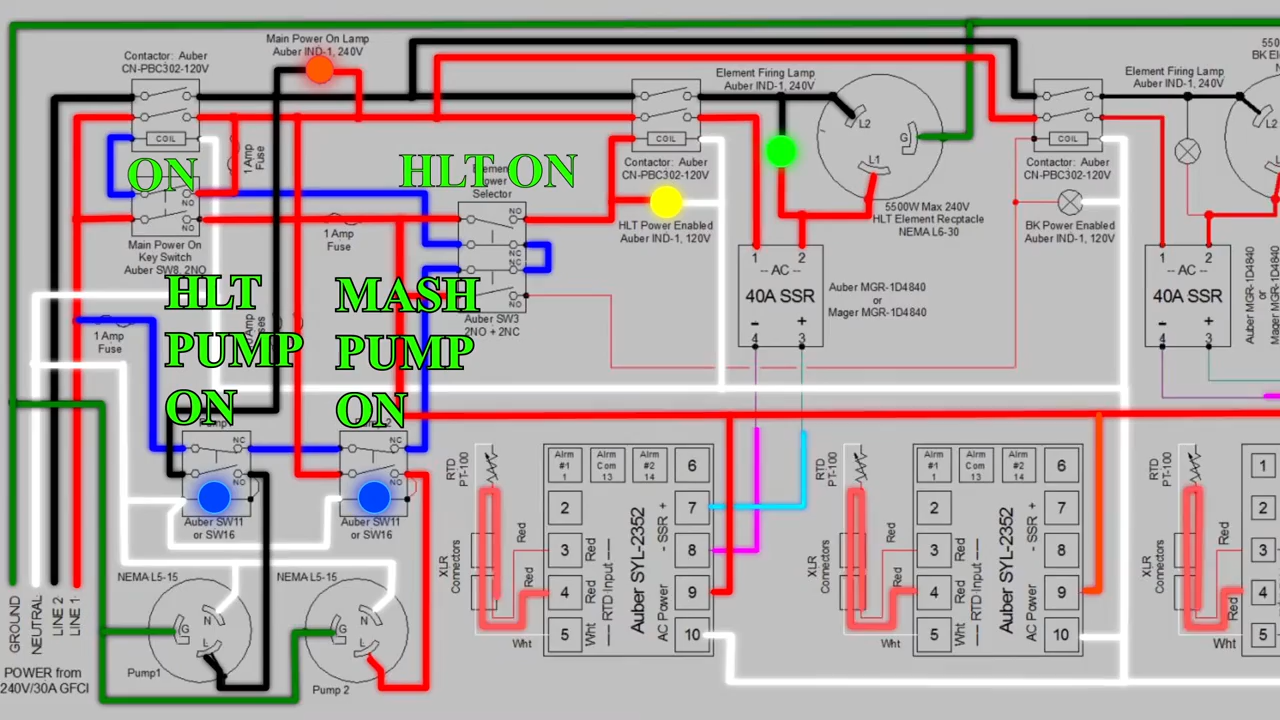 Main Power On Lamp
Auber IND-1, 240V
Contactor: Auber
CN-PBC302-120V
COIL
ON
NO
NO
Main Power On
Key Switch
Auber SW8, 2NO
1 Amp
Fuse
1 Amp
Fuse
HLT ON
Selector
NO
NC
NC
NO
Auber SW3
2NO + 2NC
COIL
Contactor: Auber
CN-PBC302-120V
HLT Power Enabled
Auber IND-1, 120V
Element Firing Lamp
Auber IND-1, 240V
L2
G
L1
5500W Max 240V
HLT Element Receptacle
NEMA L6-30
1
2
-- AC --
40A SSR
-
+
4
3
Auber MGR-1D4840
or
Mager MGR-1D4840
COIL
Contactor: Auber
CN-PBC302-120V
BK Power Enabled
Auber IND-1, 120V
Element Firing Lamp
Auber IND-1, 240V
BK Ele
L2
1
2
-- AC --
40A SSR
-
+
4
3
Auber MGR-1D4840
or
1 Amp
Fuse
HLT
PUMP
ON
MASH
PUMP
ON
NC
NO
Auber SW11
or SW16
NC
NO
Auber SW11
or SW16
GROUND
NEUTRAL
LINE 2
LINE 1
POWER from
240V/30A GFCI
NEMA L5-15
N
G
L
Pump1
NEMA L5-15
N
G
L
Pump 2
RTD
PT-100
XLR
Connectors
Red
Wht
Alrm
#1
Alrm
Com
13
Alrm
#2
14
6
2
7
3
8
4
9
5
10
Red
Red
Wht
-- RTD Input --
Auber SYL-2352
- SSR +
AC Power
RTD
PT-100
XLR
Connectors
Red
Wht
Alrm
#1
Alrm
Com
13
Alrm
#2
14
6
2
7
3
8
4
9
5
10
Red
Red
Wht
-- RTD Input --
Auber SYL-2352
- SSR +
AC Power
RTD
PT-100
XLR
Connectors
Red
Red
Wht
1
2
3
4
5